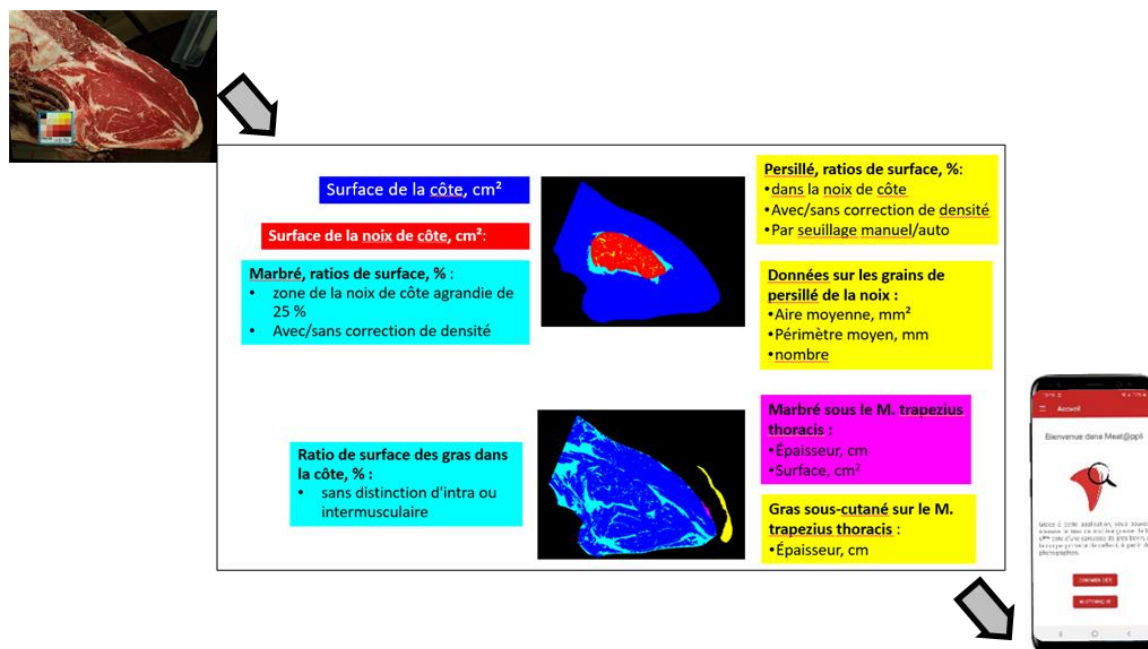 Surface de la côte, cm²
Surface de la noix de côte, cm²:
Marbré, ratios de surface, % :
• zone de la noix de côte agrandie de
25 %
• Avec/sans correction de densité
Persillé, ratios de surface, %:
•dans la noix de côte
•Avec/sans correction de densité
•Par seuillage manuel/auto
Données sur les grains de
persillé de la noix :
•Aire moyenne, mm²
•Périmètre moyen, mm
•nombre
Ratio de surface des gras dans
la côte, % :
• sans distinction d'intra ou
intermusculaire
Marbré sous le M. trapezius
thoracis :
•Épaisseur, cm
•Surface, cm²
Gras sous-cutané sur le M.
trapezius thoracis :
•Épaisseur, cm
Accueil
Bienvenue dans Meat@ppli